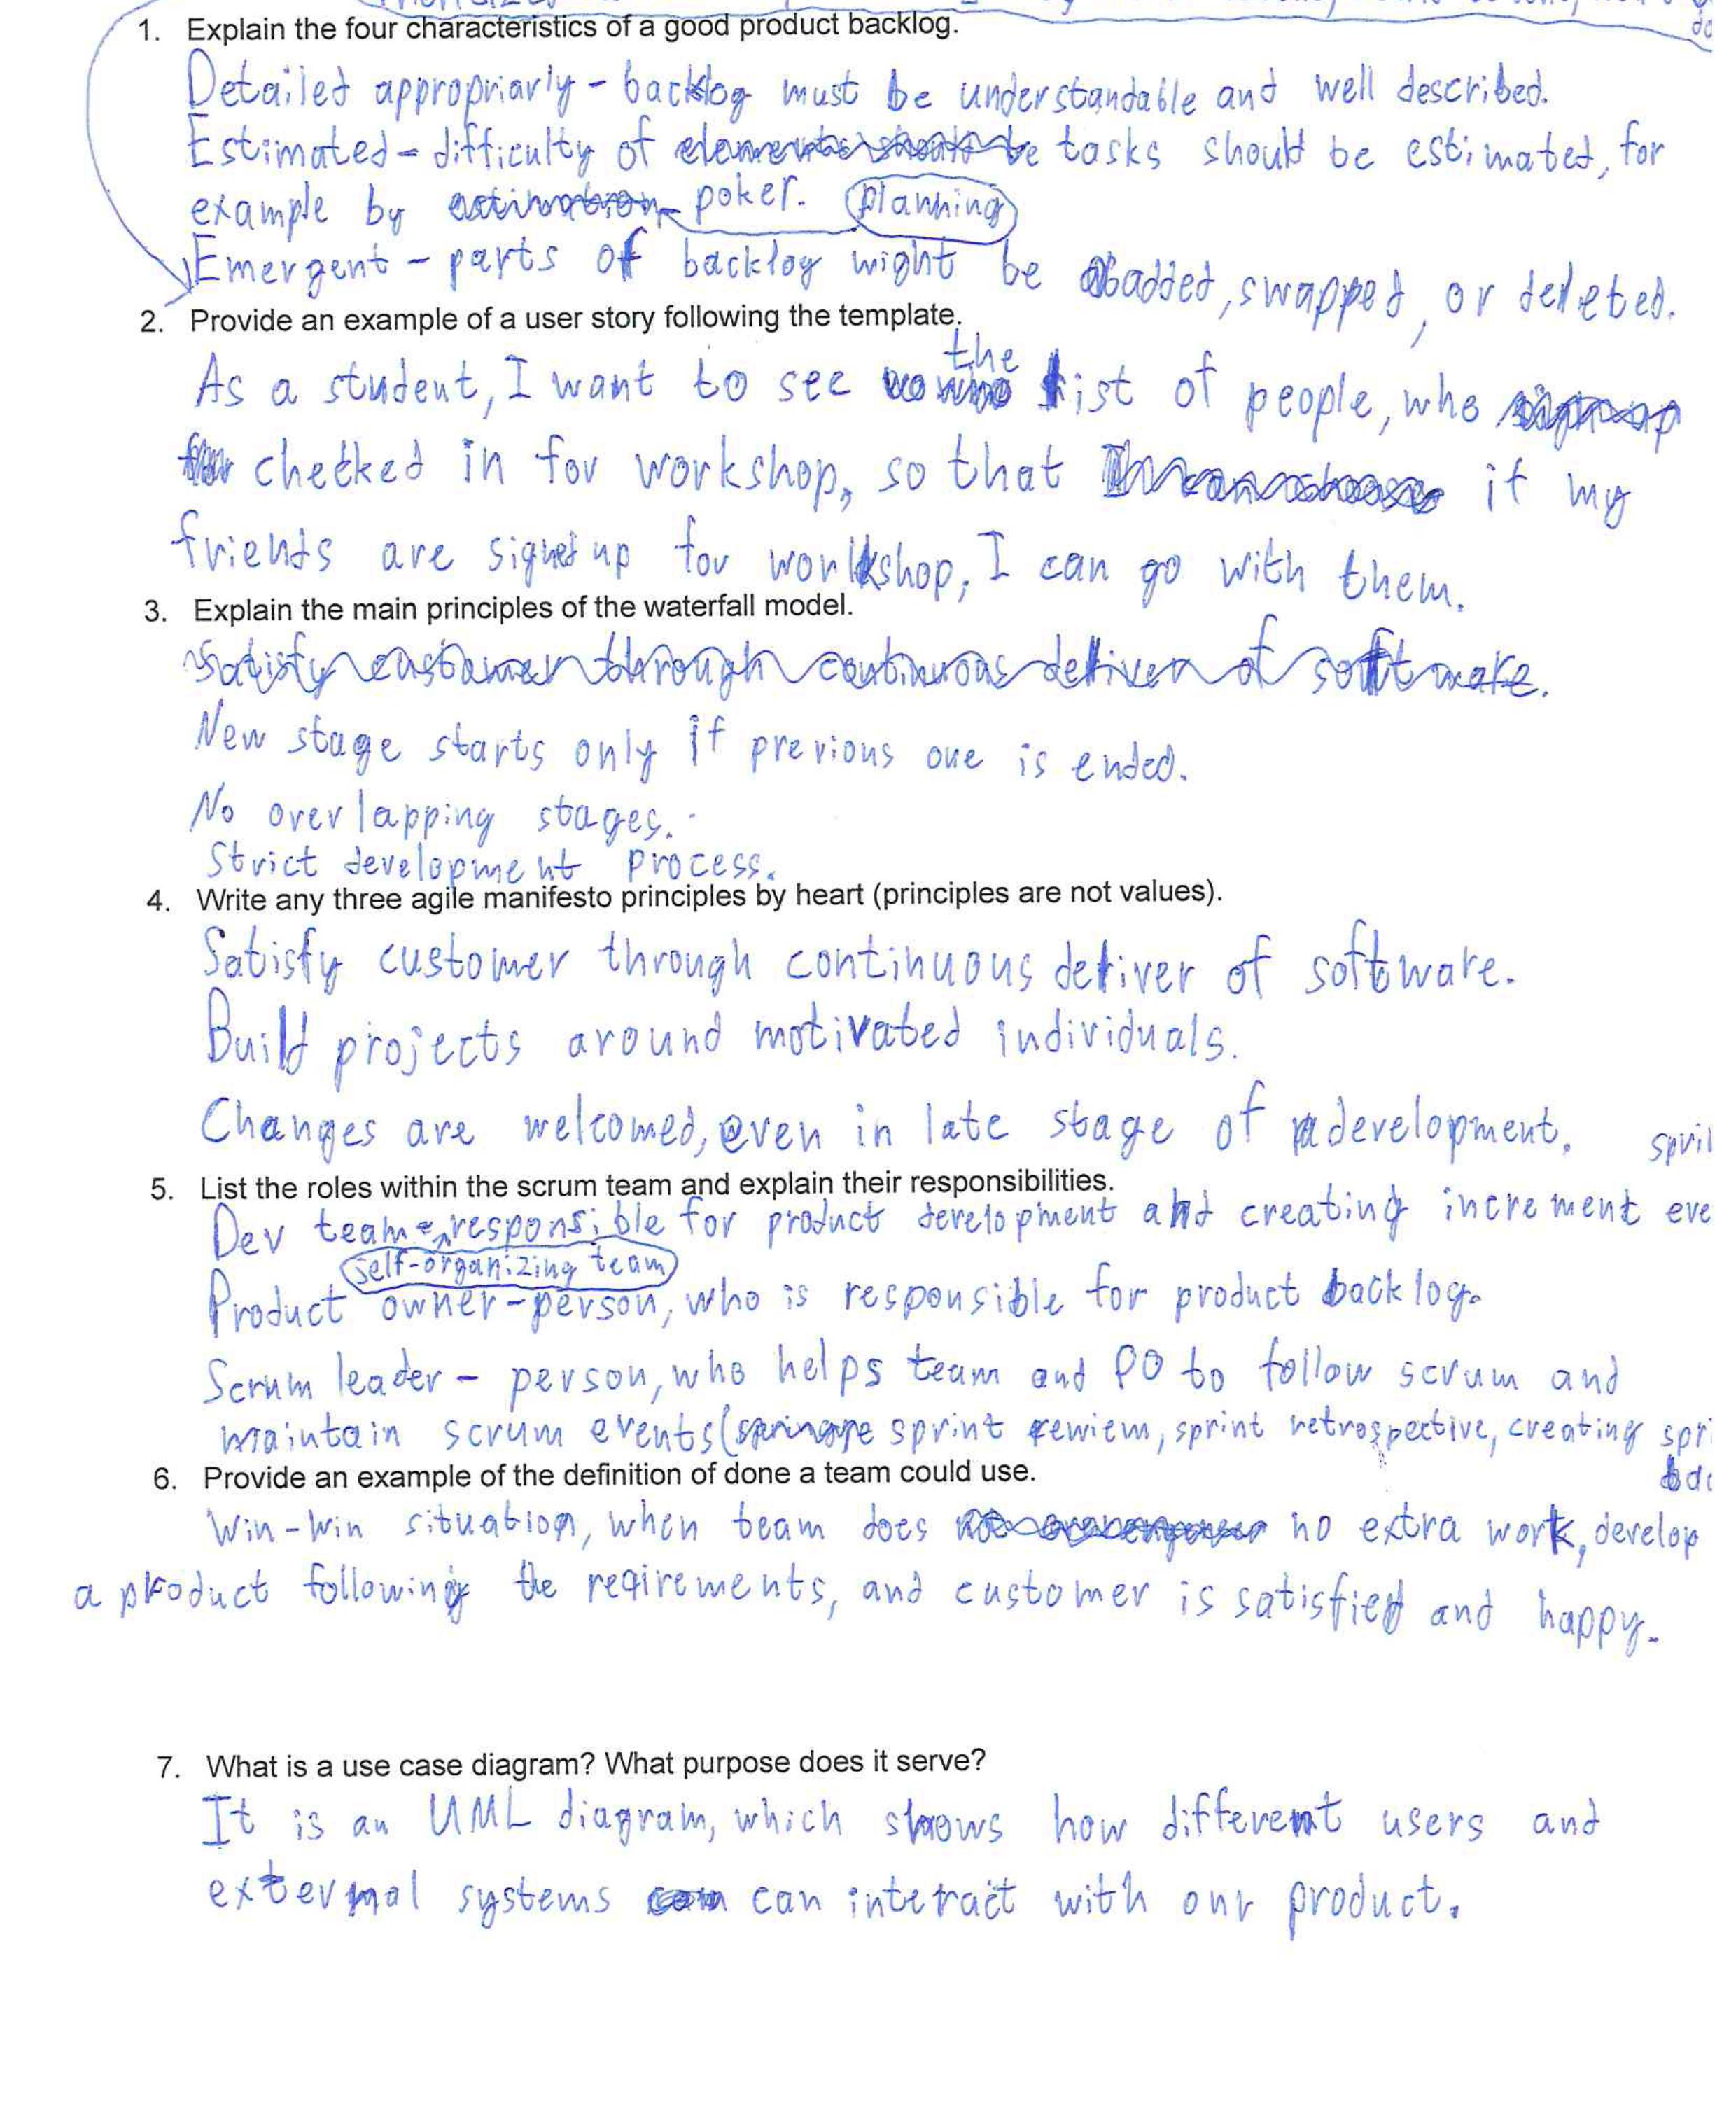 1. Explain the four characteristics of a good product backlog.
Detailed appropriarly - backlog must be understandable and well described.
Estimated - difficulty of tasks should be estimated, for
example by planning poker.
Emergent - parts of backlog might be added, swapped, or deleted.
2. Provide an example of a user story following the template.
As a student, I want to see the list of people, who
checked in for workshop, so that if my
friends are signed up for workshop, I can go with them.
3. Explain the main principles of the waterfall model.
Satisfy customer through continuous deliver of software.
New stage starts only if previous one is ended.
No overlapping stages.
Strict development process.
4. Write any three agile manifesto principles by heart (principles are not values).
Satisfy customer through continuous deliver of software.
Build projects around motivated individuals.
Changes are welcomed, even in late stage of development.
5. List the roles within the scrum team and explain their responsibilities.
Dev team - responsible for product development and creating increment eve
self-organizing team
Product owner - person, who is responsible for product backlog.
Scrum leader - person, who helps team and PO to follow scrum and
maintain scrum events (sprint rewiem, sprint retrospective, creating spri
6. Provide an example of the definition of done a team could use.
Win-win situation, when team does no extra work, develop
a product following the reqirements, and customer is satisfied and happy.
7. What is a use case diagram? What purpose does it serve?
It is an UML diagram, which shows how different users and
external systems can interact with our product.